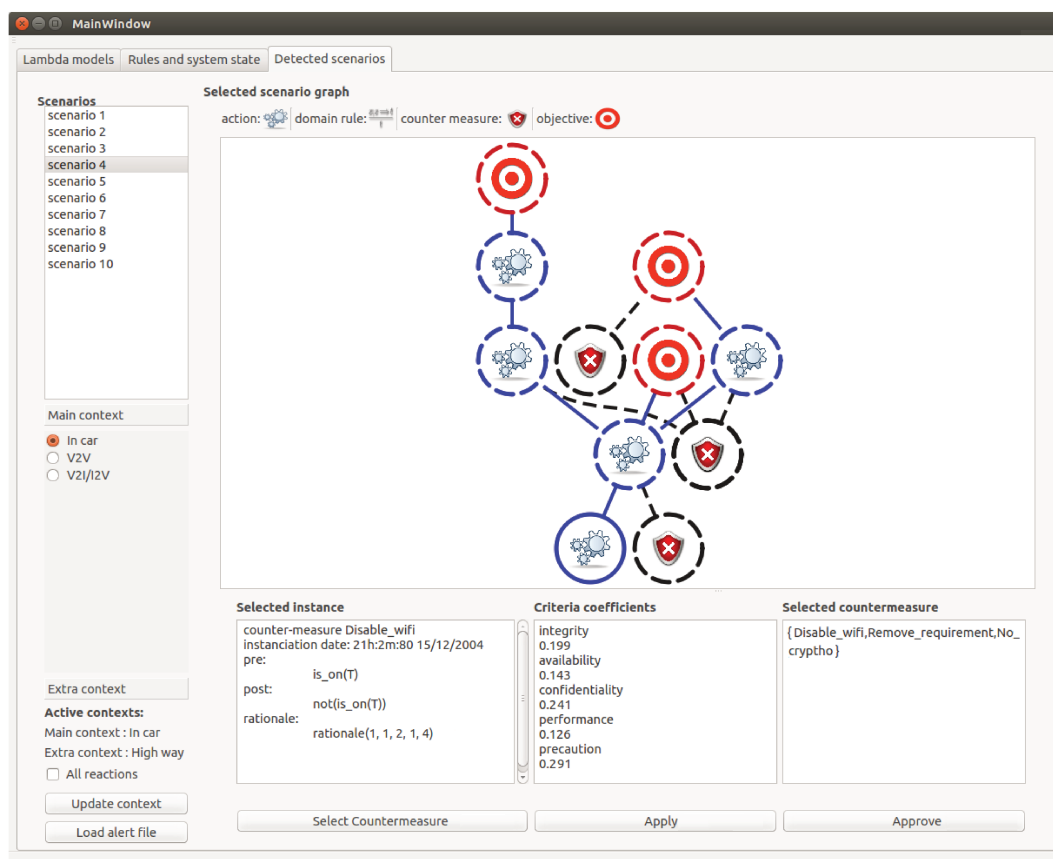 MainWindow
Lambda models
Rules and system state
Detected scenarios
Scenarios
scenario 1
scenario 2
scenario 3
scenario 4
scenario 5
scenario 6
scenario 7
scenario 8
scenario 9
scenario 10
Main context
In car
V2V
V2I/I2V
Extra context
Active contexts:
Main context : In car
Extra context : High way
All reactions
Update context
Load alert file
Selected scenario graph
action: domain rule: counter measure: objective:
Selected instance
counter-measure Disable_wifi
instanciation date: 21h:2m:80 15/12/2004
pre:
is_on(T)
post:
not(is_on(T))
rationale:
rationale(1, 1, 2, 1, 4)
Select Countermeasure
Criteria coefficients
integrity
0.199
availability
0.143
confidentiality
0.241
performance
0.126
precaution
0.291
Apply
Selected countermeasure
{Disable_wifi,Remove_requirement,No_
cryptho}
Approve